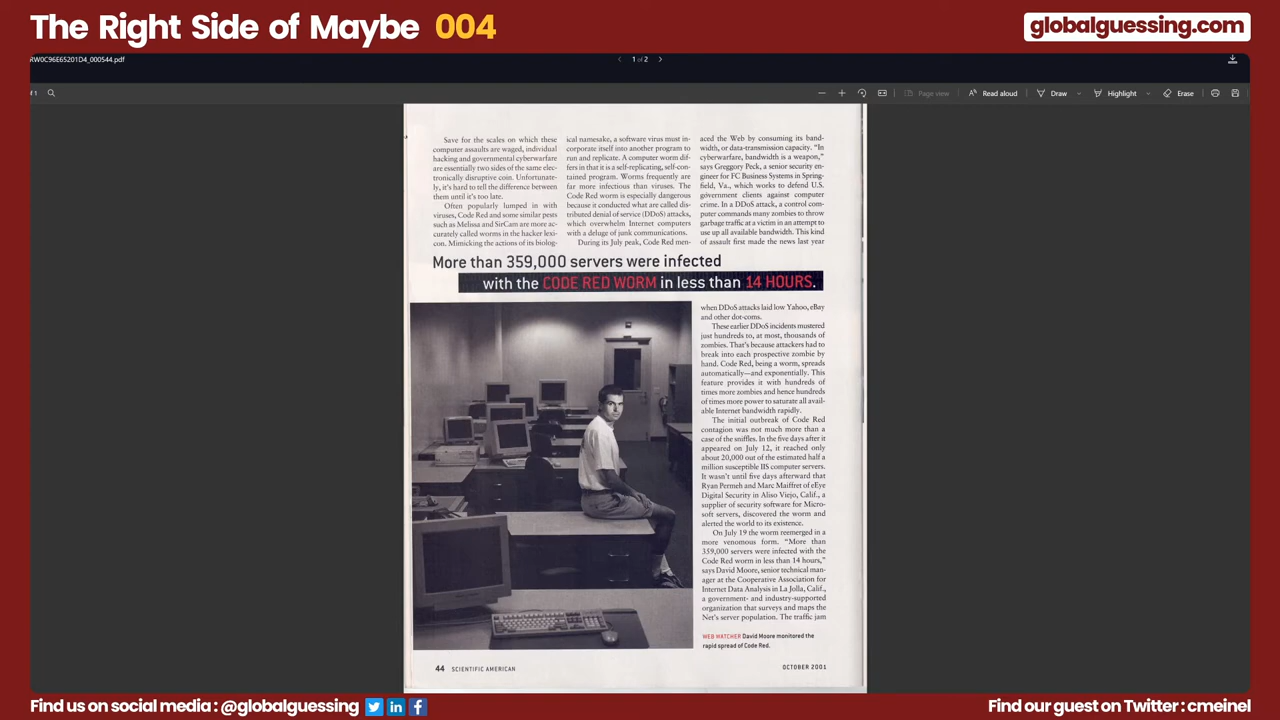 The Right Side of Maybe 004
globalguessing.com
RW0C96E65201D4_000544.pdf
1 of 2
of 1
Page view
Read aloud
Draw
Highlight
Erase
Save for the scales on which these
computer assaults are waged, individual
hacking and governmental cyberwarfare
are essentially two sides of the same elec-
tronically disruptive coin. Unfortunate-
ly, it's hard to tell the difference between
them until it's too late.
Often popularly lumped in with
viruses, Code Red and some similar pests
such as Melissa and SirCam are more ac-
curately called worms in the hacker lexi-
con. Mimicking the actions of its biolog-
ical namesake, a software virus must in-
corporate itself into another program to
run and replicate. A computer worm dif-
fers in that it is a self-replicating, self-con-
tained program. Worms frequently are
far more infectious than viruses. The
Code Red worm is especially dangerous
because it conducted what are called dis-
tributed denial of service (DDoS) attacks,
which overwhelm Internet computers
with a deluge of junk communications.
During its July peak, Code Red men-
aced the Web by consuming its band-
width, or data-transmission capacity. "In
cyberwarfare, bandwidth is a weapon,"
says Greggory Peck, a senior security en-
gineer for FC Business Systems in Spring-
field, Va., which works to defend U.S.
government clients against computer
crime. In a DDoS attack, a control com-
puter commands many zombies to throw
garbage traffic at a victim in an attempt to
use up all available bandwidth. This kind
of assault first made the news last year
More than 359,000 servers were infected
with the CODE RED WORM in less than 14 HOURS.
when DDoS attacks laid low Yahoo, eBay
and other dot-coms.
These earlier DDoS incidents mustered
just hundreds to, at most, thousands of
zombies. That's because attackers had to
break into each prospective zombie by
hand. Code Red, being a worm, spreads
automatically—and exponentially. This
feature provides it with hundreds of
times more zombies and hence hundreds
of times more power to saturate all avail-
able Internet bandwidth rapidly.
The initial outbreak of Code Red
contagion was not much more than a
case of the sniffles. In the five days after it
appeared on July 12, it reached only
about 20,000 out of the estimated half a
million susceptible IIS computer servers.
It wasn't until five days afterward that
Ryan Permeh and Marc Maiffret of eEye
Digital Security in Aliso Viejo, Calif., a
supplier of security software for Micro-
soft servers, discovered the worm and
alerted the world to its existence.
On July 19 the worm reemerged in a
more venomous form. "More than
359,000 servers were infected with the
Code Red worm in less than 14 hours,"
says David Moore, senior technical man-
ager at the Cooperative Association for
Internet Data Analysis in La Jolla, Calif.,
a government- and industry-supported
organization that surveys and maps the
Net's server population. The traffic jam
WEB WATCHER David Moore monitored the
rapid spread of Code Red.
44 SCIENTIFIC AMERICAN
OCTOBER 2001
Find us on social media : @globalguessing
Find our guest on Twitter : cmeinel